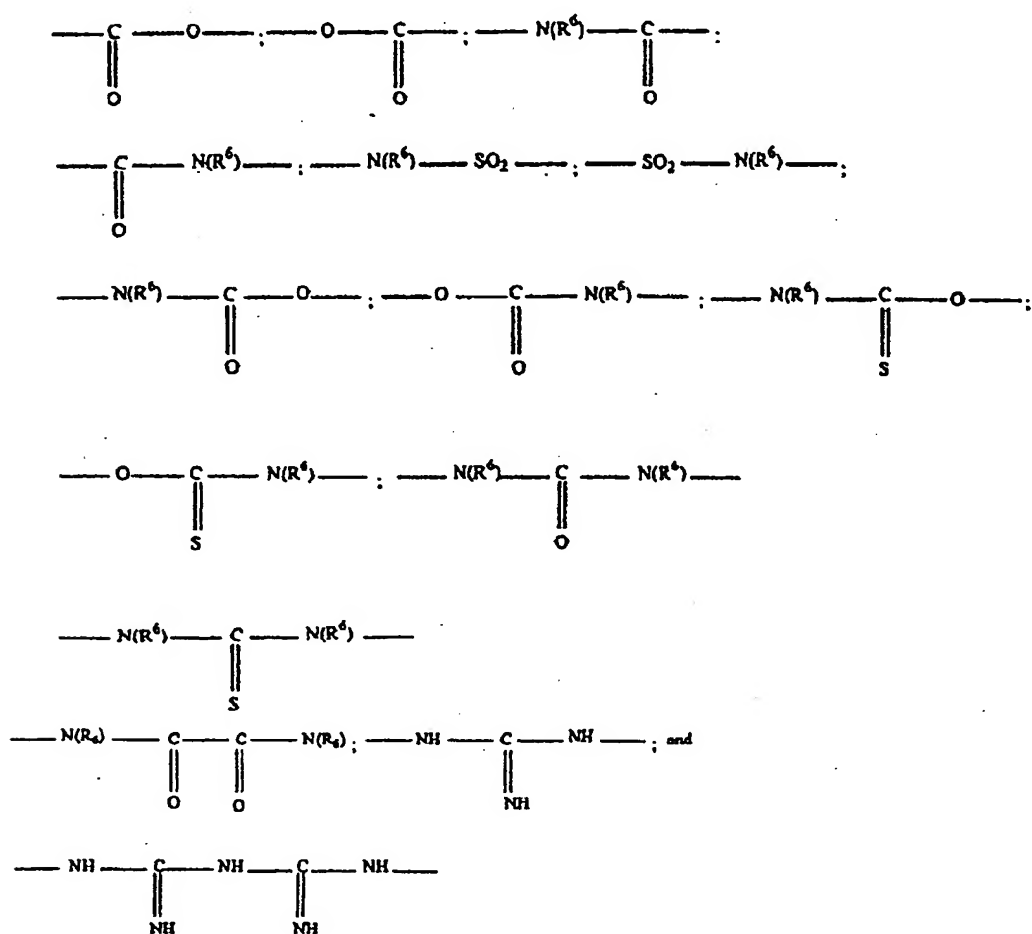 —C—O—; —O—C—; —N(R⁶)—C—;
O O O
—C—N(R⁶)—; —N(R⁶)—SO₂—; —SO₂—N(R⁶)—;
O
—N(R⁶)—C—O—; —O—C—N(R⁶)—; —N(R⁶)—C—O—;
O O S
—O—C—N(R⁶)—; —N(R⁶)—C—N(R⁶)—
S O
—N(R⁶)—C—N(R⁶)—
S
—N(R₆)—C—C—N(R₆); —NH—C—NH—; and
O O NH
—NH—C—NH—C—NH—
NH NH